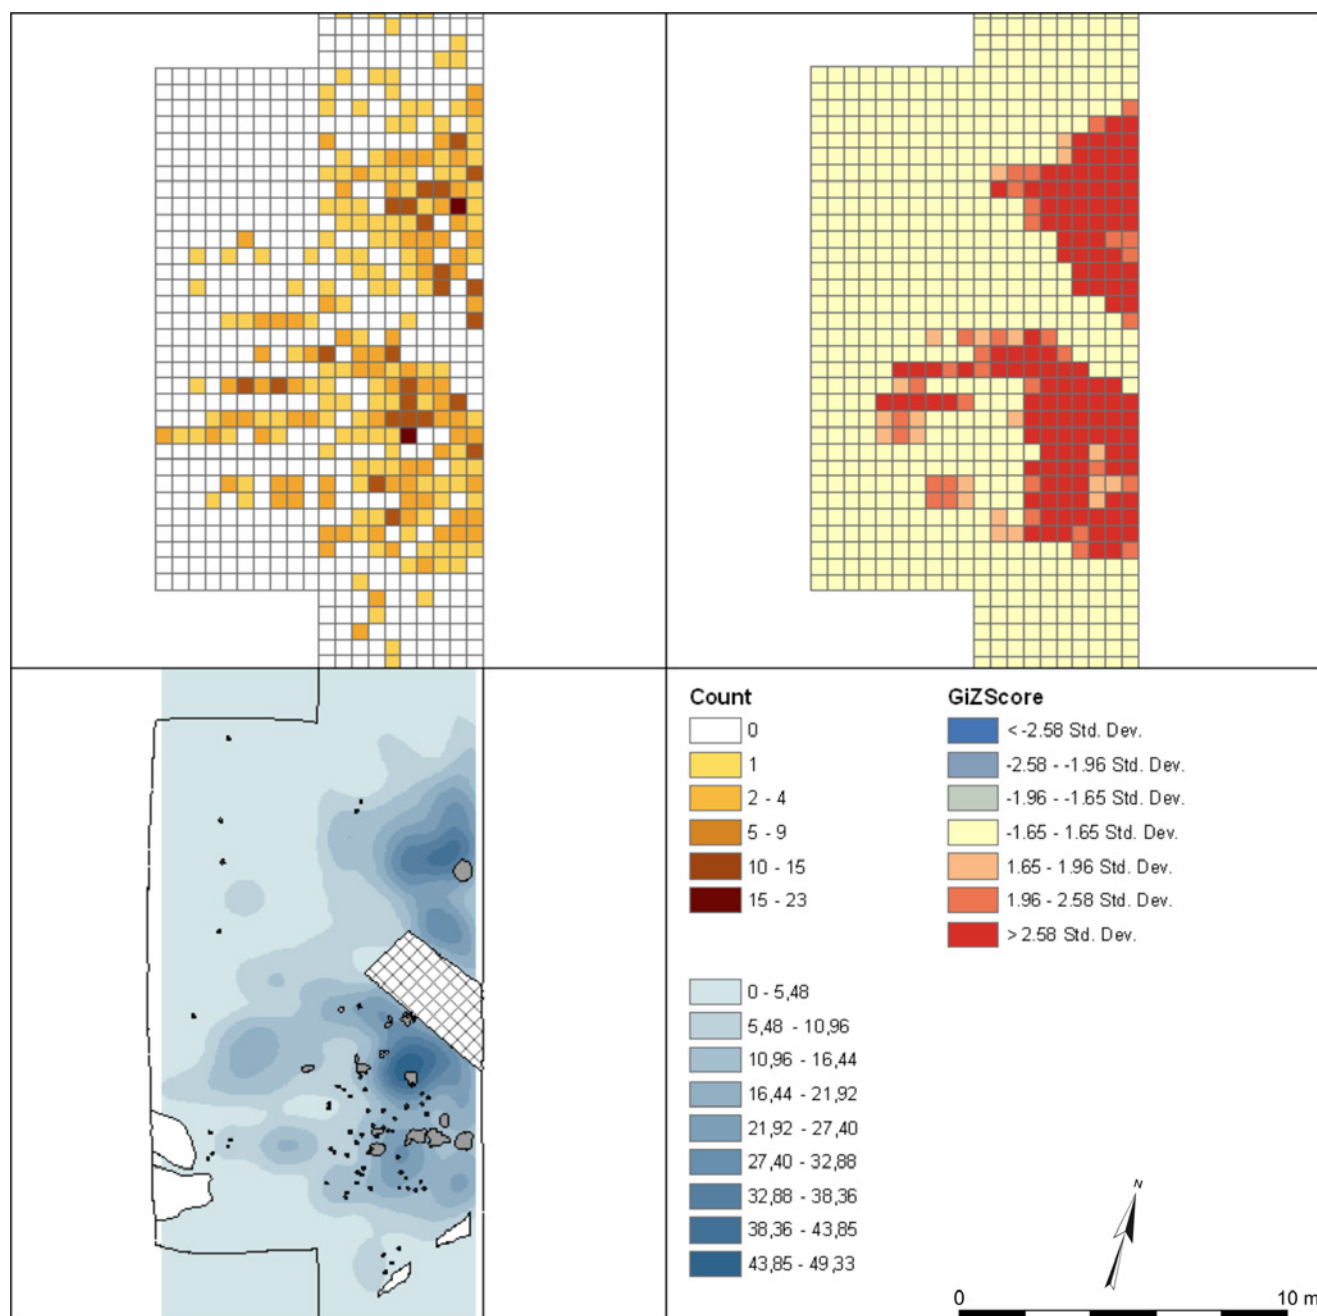 Count
0
1
2 - 4
5 - 9
10 - 15
15 - 23
GiZScore
< -2.58 Std. Dev.
-2.58 - -1.96 Std. Dev.
-1.96 - -1.65 Std. Dev.
-1.65 - 1.65 Std. Dev.
1.65 - 1.96 Std. Dev.
1.96 - 2.58 Std. Dev.
> 2.58 Std. Dev.
0 - 5,48
5,48 - 10,96
10,96 - 16,44
16,44 - 21,92
21,92 - 27,40
27,40 - 32,88
32,88 - 38,36
38,36 - 43,85
43,85 - 49,33
N
0 10 m